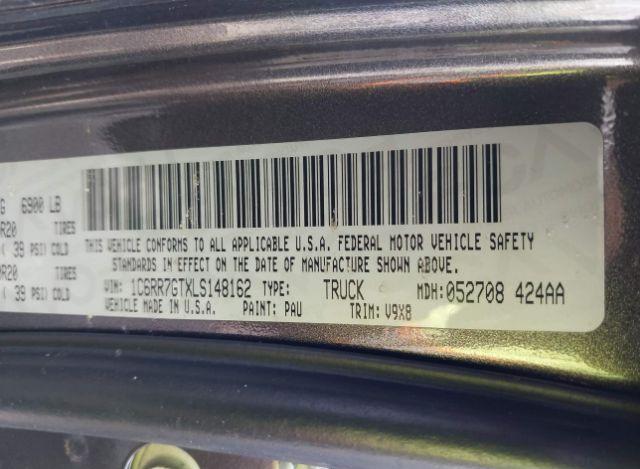 G 6900 LB
R20 TIRES
( 39 PSI) COLD
R20 TIRES
( 39 PSI) COLD
THIS VEHICLE CONFORMS TO ALL APPLICABLE U.S.A. FEDERAL MOTOR VEHICLE SAFETY
STANDARDS IN EFFECT ON THE DATE OF MANUFACTURE SHOWN ABOVE.
VIN: 1C6RR7GTXLS148162 TYPE: TRUCK MDH: 052708 424AA
VEHICLE MADE IN U.S.A. PAINT: PAU TRIM: V9X8